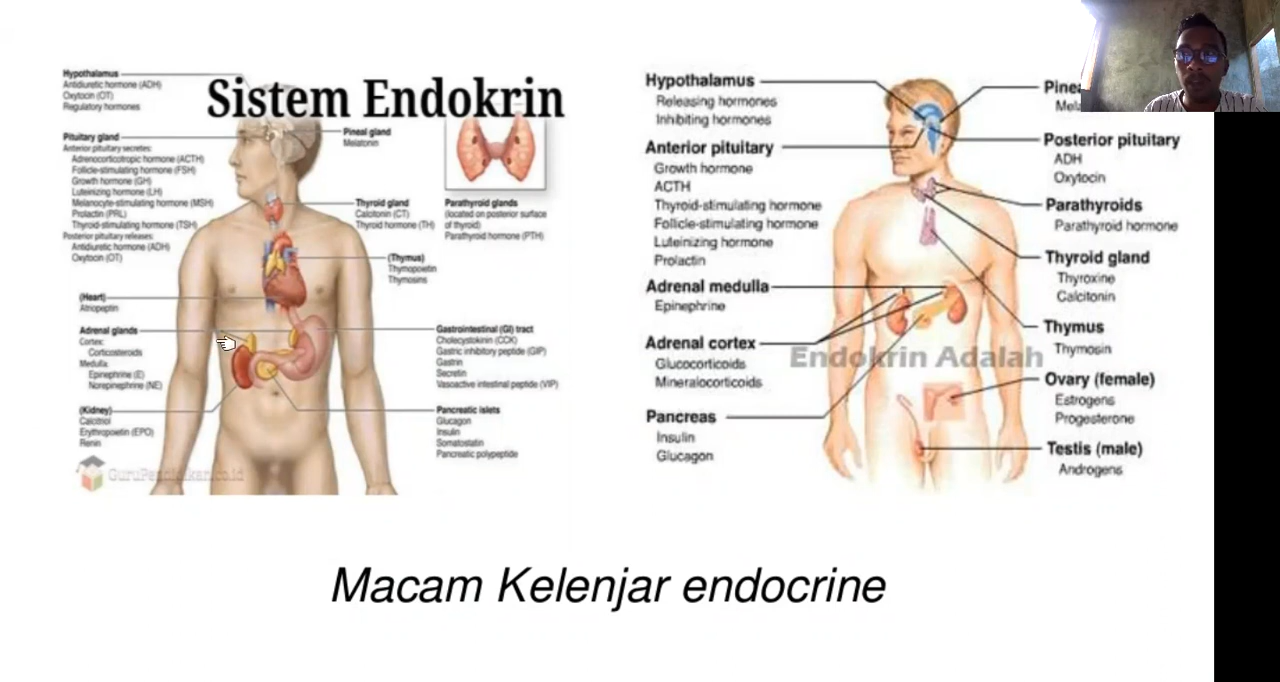 Sistem Endokrin
Hypothalamus
Antidiuretic hormone (ADH)
Oxytocin (OT)
Regulatory hormones
Pituitary gland
Anterior pituitary secretes:
Adrenocorticotropic hormone (ACTH)
Follicle-stimulating hormone (FSH)
Growth hormone (GH)
Luteinizing hormone (LH)
Melanocyte-stimulating hormone (MSH)
Prolactin (PRL)
Thyroid-stimulating hormone (TSH)
Posterior pituitary releases:
Antidiuretic hormone (ADH)
Oxytocin (OT)
(Heart)
Atriopeptin
Adrenal glands
Cortex:
Corticosteroids
Medulla:
Epinephrine (E)
Norepinephrine (NE)
(Kidney)
Calcitriol
Erythropoetin (EPO)
Renin
GuruPendidikan.co.id
Pineal gland
Melatonin
Thyroid gland
Calcitonin (CT)
Thyroid hormone (TH)
Parathyroid glands
(located on posterior surface
of thyroid)
Parathyroid hormone (PTH)
(Thymus)
Thymopoetin
Thymosins
Gastrointestinal (GI) tract
Cholecystokinin (CCK)
Gastric inhibitory peptide (GIP)
Gastrin
Secretin
Vasoactive intestinal peptide (VIP)
Pancreatic islets
Glucagon
Insulin
Somatostatin
Pancreatic polypeptide
Hypothalamus
Releasing hormones
Inhibiting hormones
Anterior pituitary
Growth hormone
ACTH
Thyroid-stimulating hormone
Follicle-stimulating hormone
Luteinizing hormone
Prolactin
Adrenal medulla
Epinephrine
Adrenal cortex
Glucocorticoids
Mineralocorticoids
Pancreas
Insulin
Glucagon
Endokrin Adalah
Posterior pituitary
ADH
Oxytocin
Parathyroids
Parathyroid hormone
Thyroid gland
Thyroxine
Calcitonin
Thymus
Thymosin
Ovary (female)
Estrogens
Progesterone
Testis (male)
Androgens
Macam Kelenjar endocrine